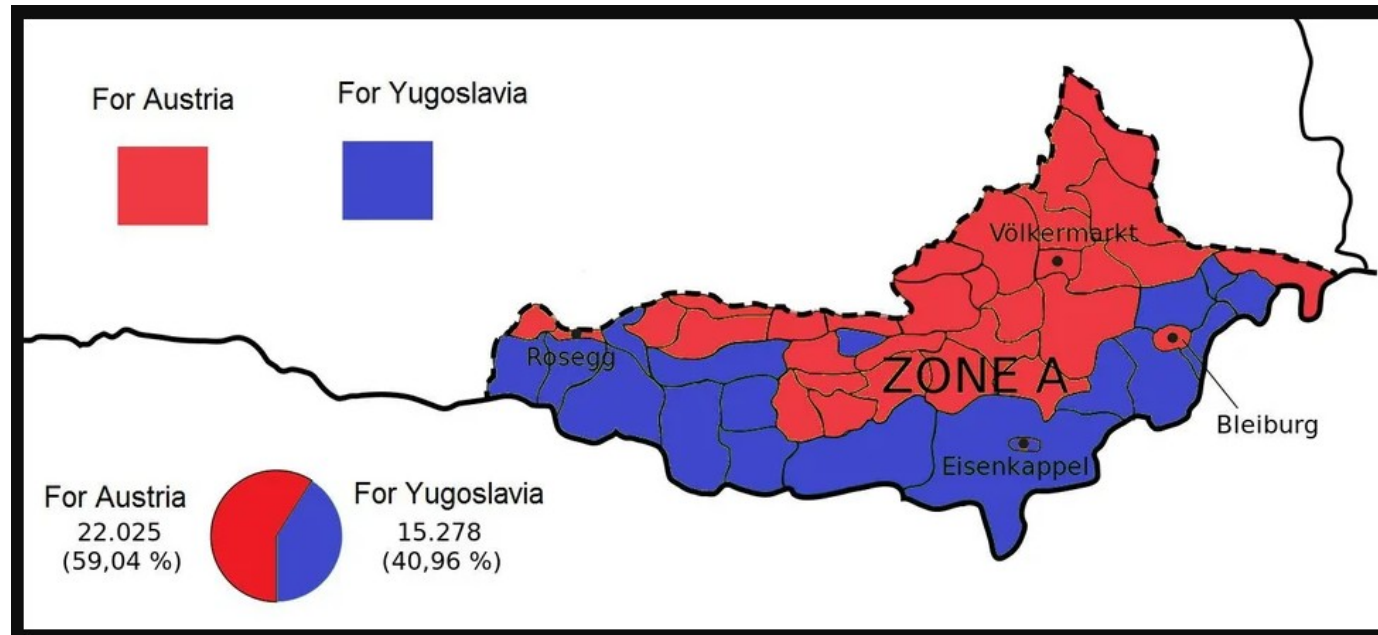 For Austria
For Yugoslavia
Völkermarkt
Rosegg
ZONE A
Bleiburg
Eisenkappel
For Austria
22.025
(59,04 %)
For Yugoslavia
15.278
(40,96 %)